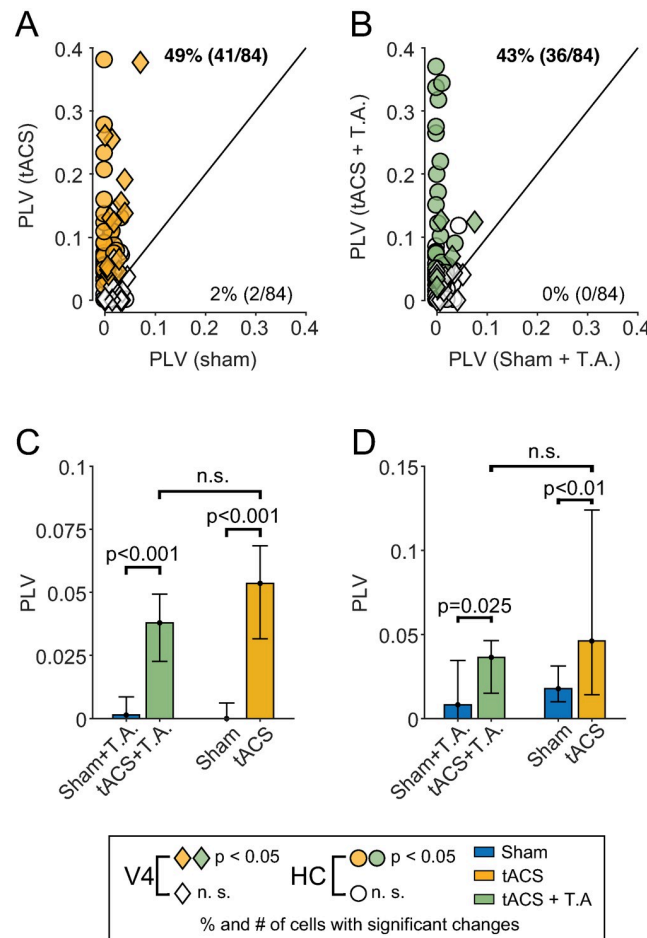 A
B
0.4
0.3
0.2
0.1
0
PLV (tACS)
49% (41/84)
2% (2/84)
0 0.1 0.2 0.3 0.4
PLV (sham)
0.4
0.3
0.2
0.1
0
PLV (tACS + T.A.)
43% (36/84)
0% (0/84)
0 0.1 0.2 0.3 0.4
PLV (Sham + T.A.)
C
D
0.1
0.075
0.05
0.025
0
PLV
n.s.
p<0.001
p<0.001
Sham+T.A.
tACS+T.A.
Sham
tACS
0.15
0.1
0.05
0
PLV
n.s.
p<0.01
p=0.025
Sham+T.A.
tACS+T.A.
Sham
tACS
V4
p < 0.05
n. s.
HC
p < 0.05
n. s.
Sham
tACS
tACS + T.A
% and # of cells with significant changes